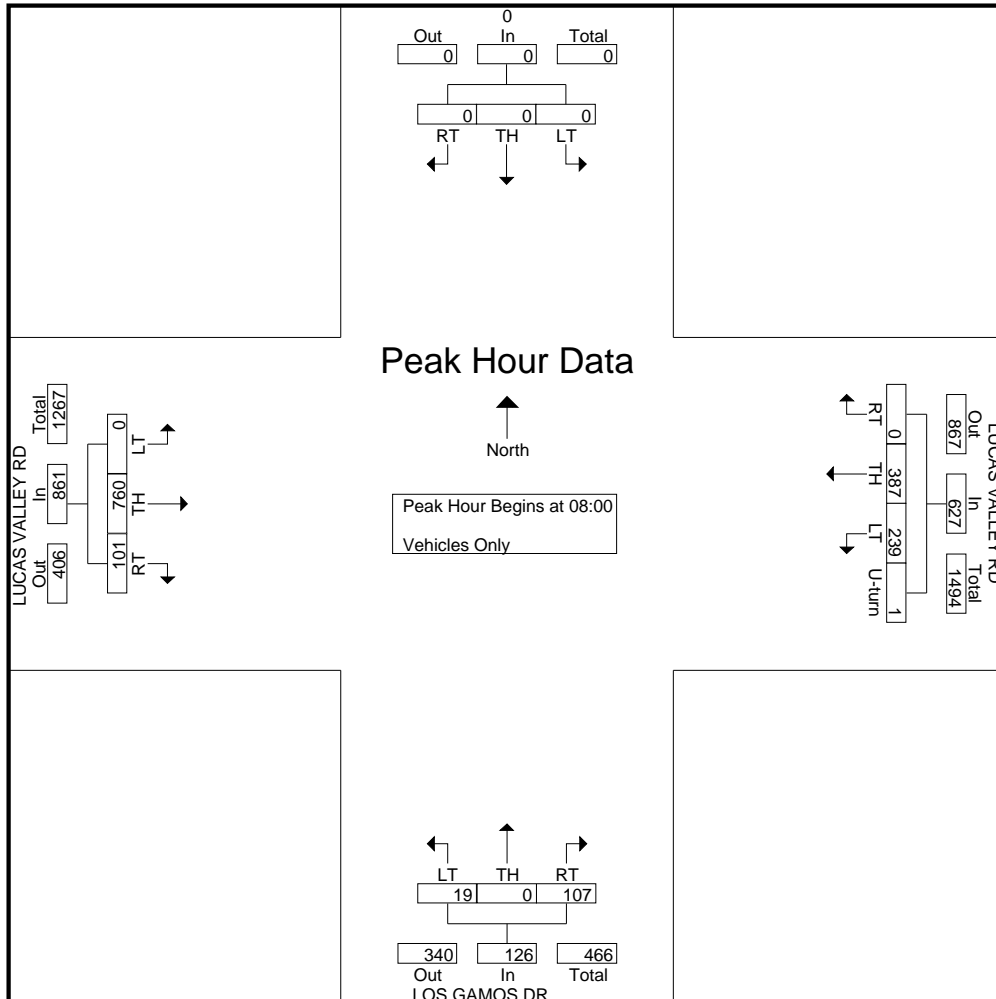 0
Out In Total
0 0 0
0 0 0
RT TH LT
Peak Hour Data
North
Peak Hour Begins at 08:00
Vehicles Only
LUCAS VALLEY RD
Out In Total
406 861 1267
0 760 101
LT TH RT
LUCAS VALLEY RD
Out In Total
867 627 1494
0 387 239 1
RT TH LT U-turn
LT TH RT
19 0 107
340 126 466
Out In Total
LOS GAMOS DR